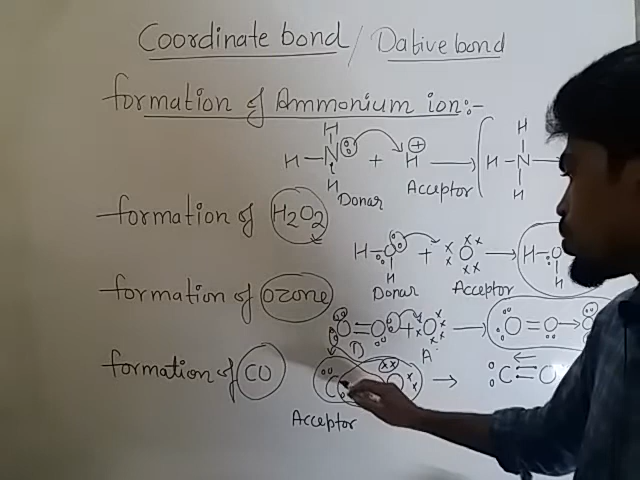 Coordinate bond / Dative bond
formation of Ammonium ion:-
H
H – N + H ⊕ → H – N –
H
H
H
Donar Acceptor
formation of H2O2
H – O + O → H – O
H
H
Donar Acceptor
formation of Ozone
O = O + O → O = O → O
D A
formation of CO
C O → C = O
Acceptor